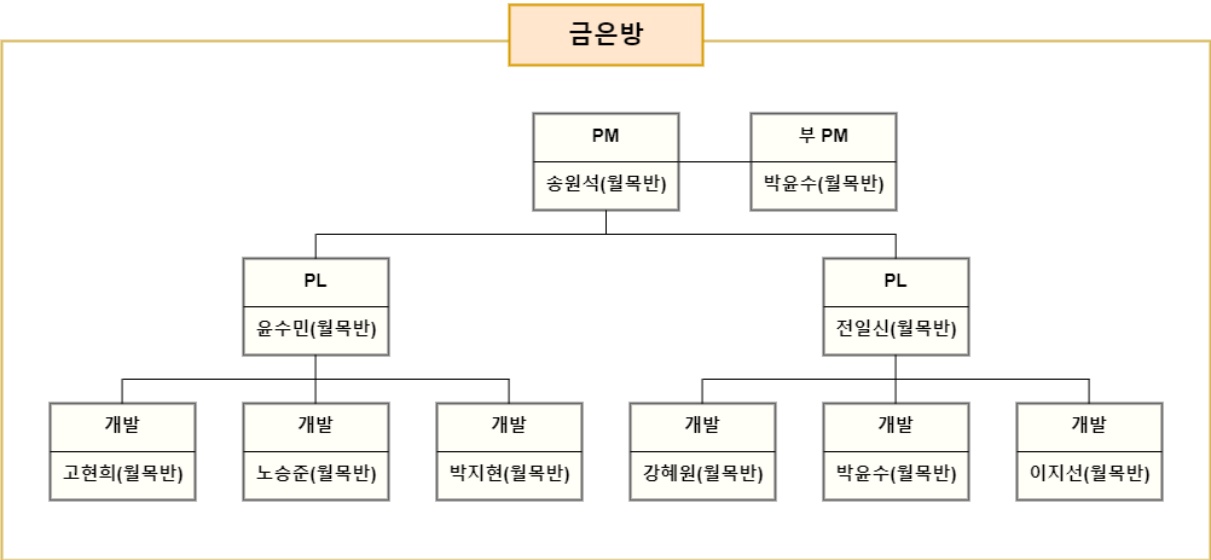 금은방
PM
송원석(월목반)
부 PM
박윤수(월목반)
PL
윤수민(월목반)
PL
전일신(월목반)
개발
고현희(월목반)
개발
노승준(월목반)
개발
박지현(월목반)
개발
강혜원(월목반)
개발
박윤수(월목반)
개발
이지선(월목반)